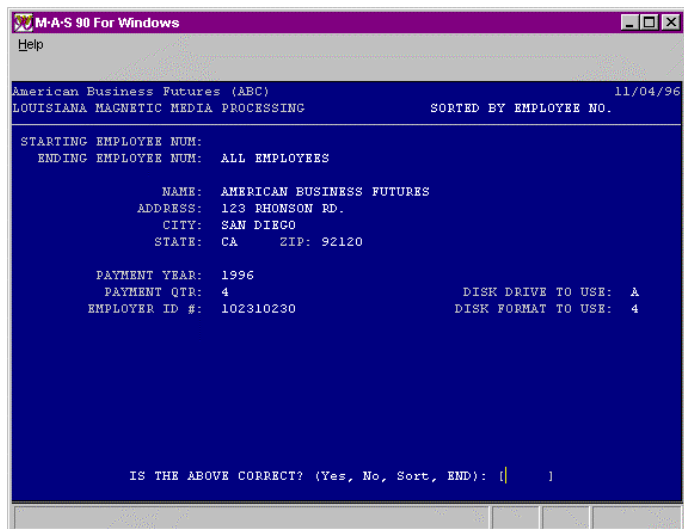 M·A·S 90 For Windows
Help
American Business Futures (ABC) 11/04/96
LOUISIANA MAGNETIC MEDIA PROCESSING SORTED BY EMPLOYEE NO.
STARTING EMPLOYEE NUM:
ENDING EMPLOYEE NUM: ALL EMPLOYEES
NAME: AMERICAN BUSINESS FUTURES
ADDRESS: 123 RHONSON RD.
CITY: SAN DIEGO
STATE: CA ZIP: 92120
PAYMENT YEAR: 1996
PAYMENT QTR: 4 DISK DRIVE TO USE: A
EMPLOYER ID #: 102310230 DISK FORMAT TO USE: 4
IS THE ABOVE CORRECT? (Yes, No, Sort, END): [ ]